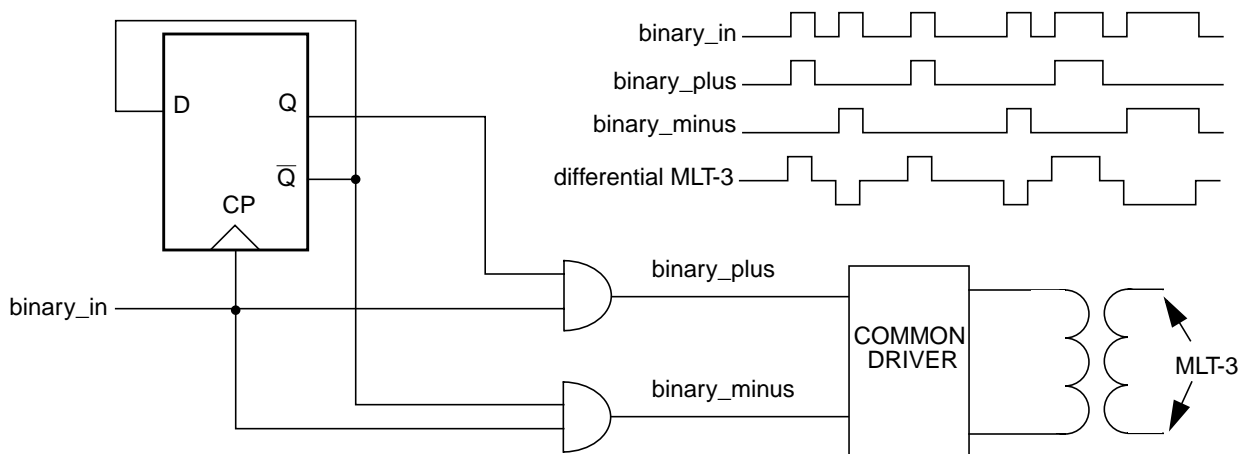 binary_in
binary_plus
binary_minus
differential MLT-3
D
Q
Q̅
CP
binary_in
binary_plus
binary_minus
COMMON
DRIVER
MLT-3